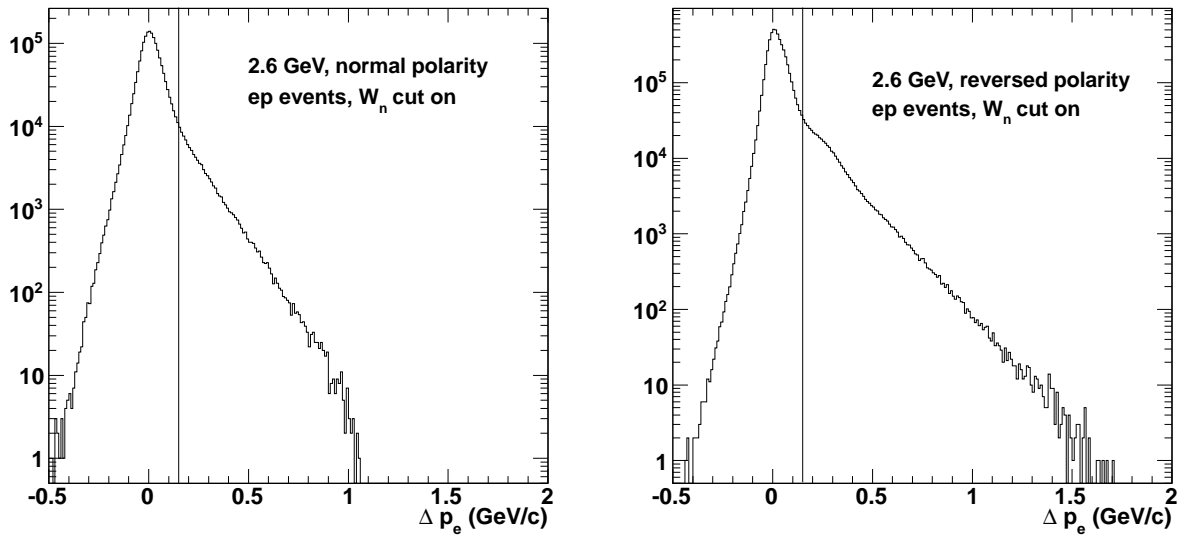 10^5
10^4
10^3
10^2
10
1
-0.5 0 0.5 1 1.5 2
Δ p_e (GeV/c)
2.6 GeV, normal polarity
ep events, W_n cut on
10^5
10^4
10^3
10^2
10
1
-0.5 0 0.5 1 1.5 2
Δ p_e (GeV/c)
2.6 GeV, reversed polarity
ep events, W_n cut on